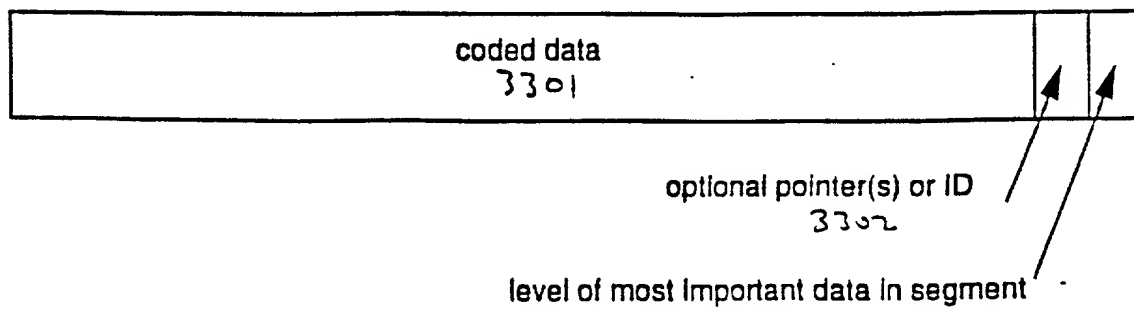 coded data
3301
optional pointer(s) or ID
3302
level of most important data in segment